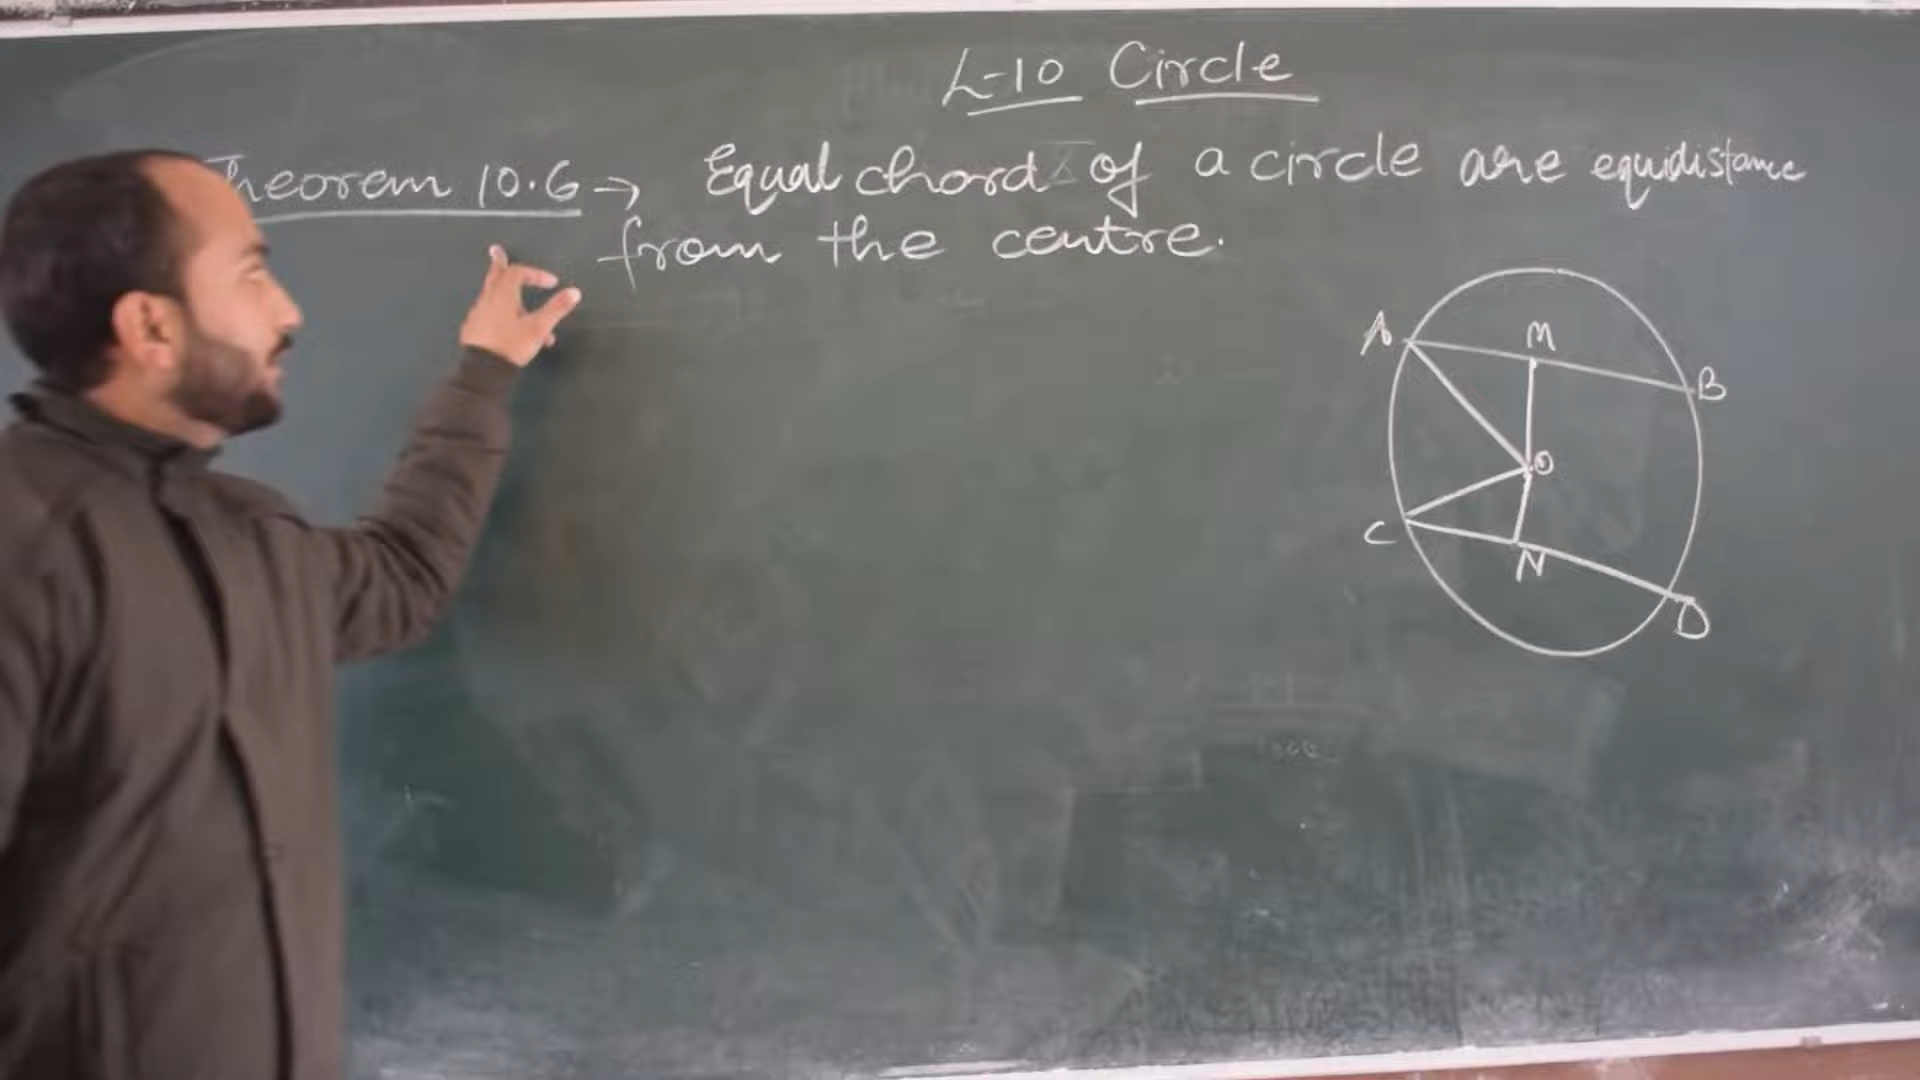 L-10 Circle
Theorem 10.6 → Equal chord of a circle are equidistance
from the centre.
A
M
B
O
C
N
D